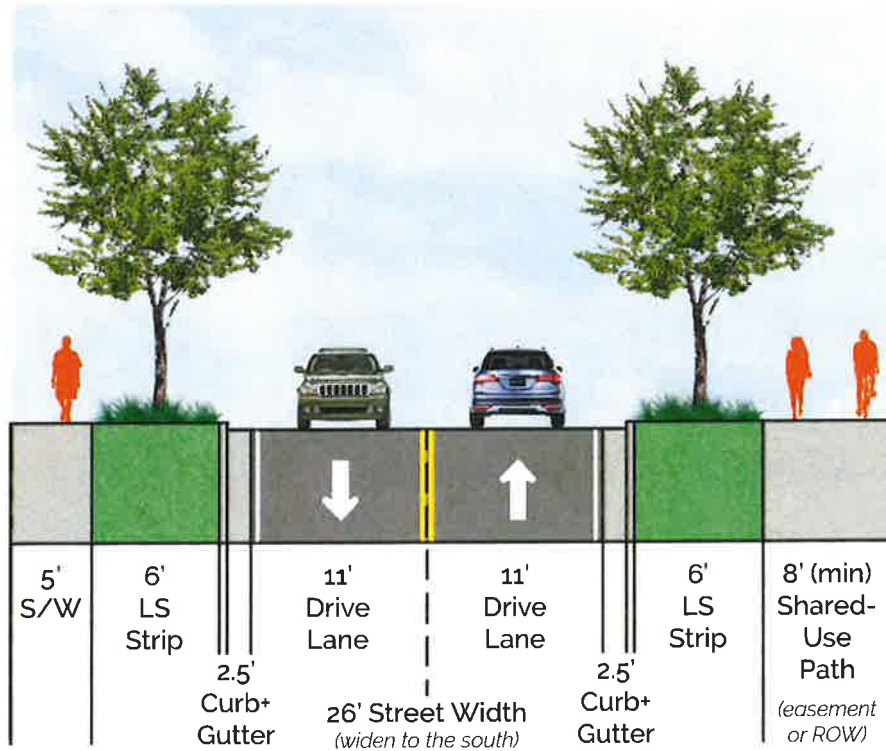 5'
S/W
6'
LS
Strip
2.5'
Curb+
Gutter
11'
Drive
Lane
26' Street Width
(widen to the south)
11'
Drive
Lane
2.5'
Curb+
Gutter
6'
LS
Strip
8' (min)
Shared-
Use
Path
(easement
or ROW)